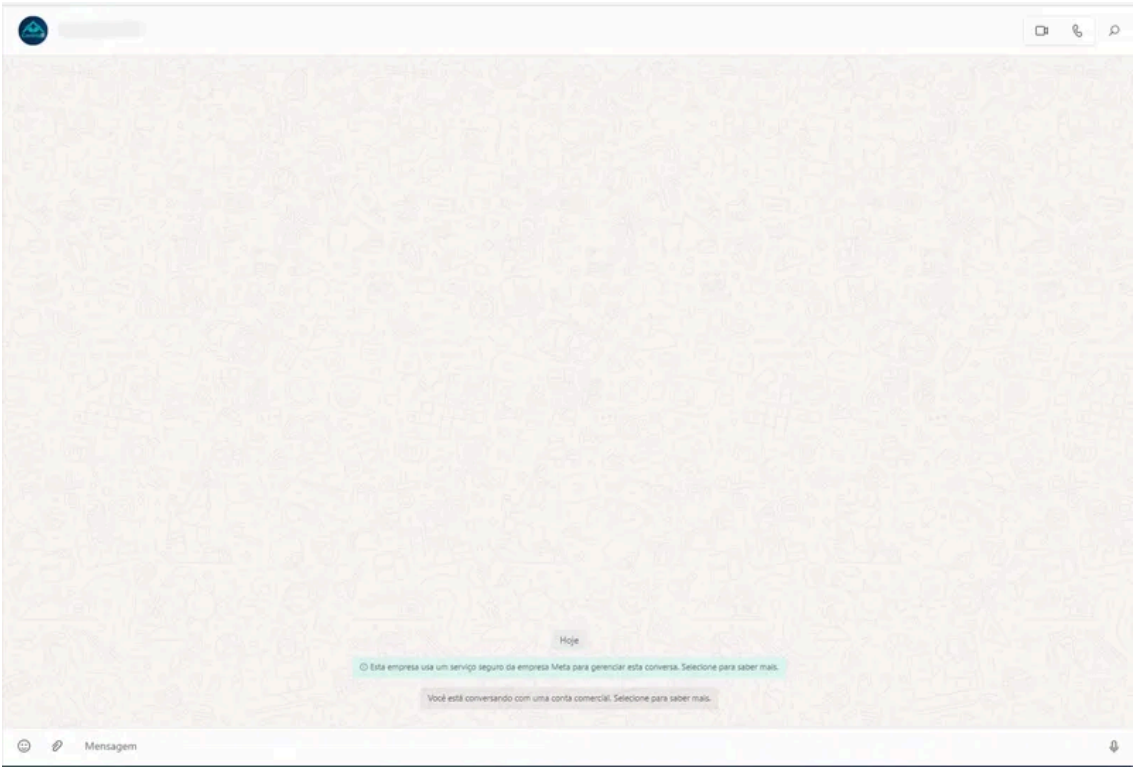 Hoje
Esta empresa usa um serviço seguro da empresa Meta para gerenciar esta conversa. Selecione para saber mais.
Você está conversando com uma conta comercial. Selecione para saber mais.
Mensagem